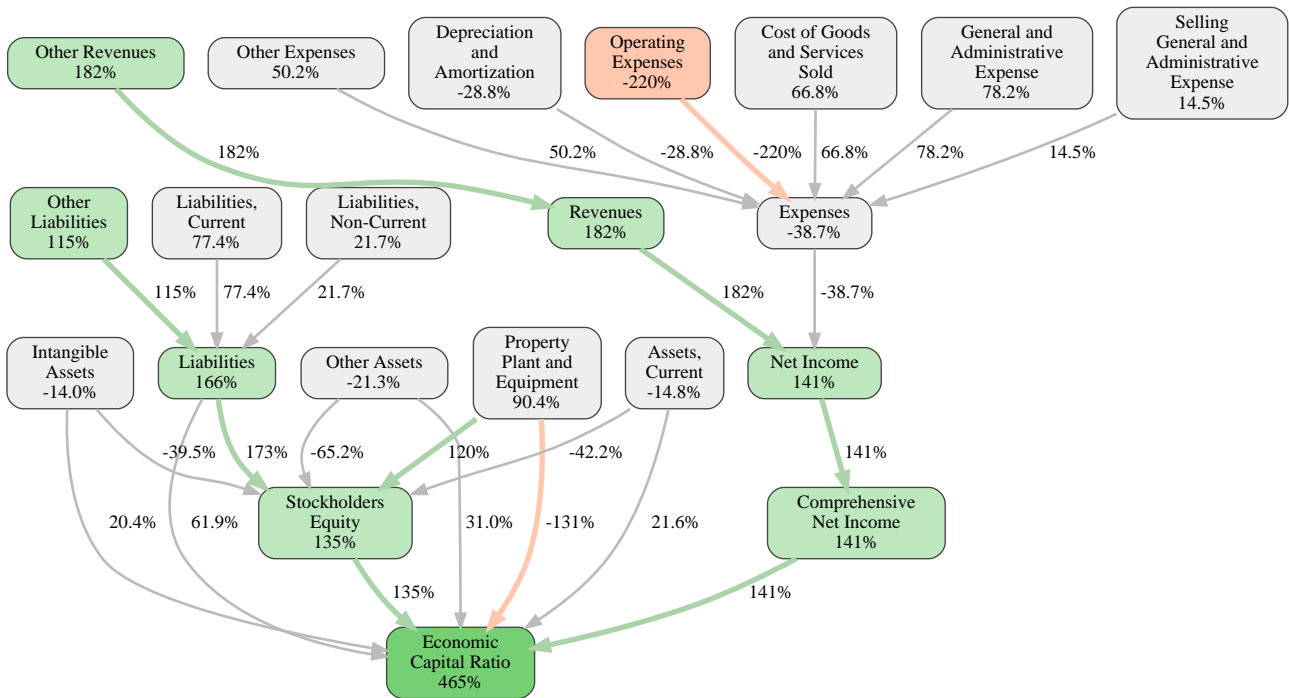 Other Revenues
182%
Other Expenses
50.2%
Depreciation
and
Amortization
-28.8%
Operating
Expenses
-220%
Cost of Goods
and Services
Sold
66.8%
General and
Administrative
Expense
78.2%
Selling
General and
Administrative
Expense
14.5%
182%
50.2%
-28.8%
-220%
66.8%
78.2%
14.5%
Other
Liabilities
115%
Liabilities,
Current
77.4%
Liabilities,
Non-Current
21.7%
Revenues
182%
Expenses
-38.7%
115%
77.4%
21.7%
182%
-38.7%
Intangible
Assets
-14.0%
Liabilities
166%
Other Assets
-21.3%
Property
Plant and
Equipment
90.4%
Assets,
Current
-14.8%
Net Income
141%
-39.5%
173%
-65.2%
120%
-42.2%
141%
Stockholders
Equity
135%
Comprehensive
Net Income
141%
20.4%
61.9%
31.0%
-131%
21.6%
135%
141%
Economic
Capital Ratio
465%